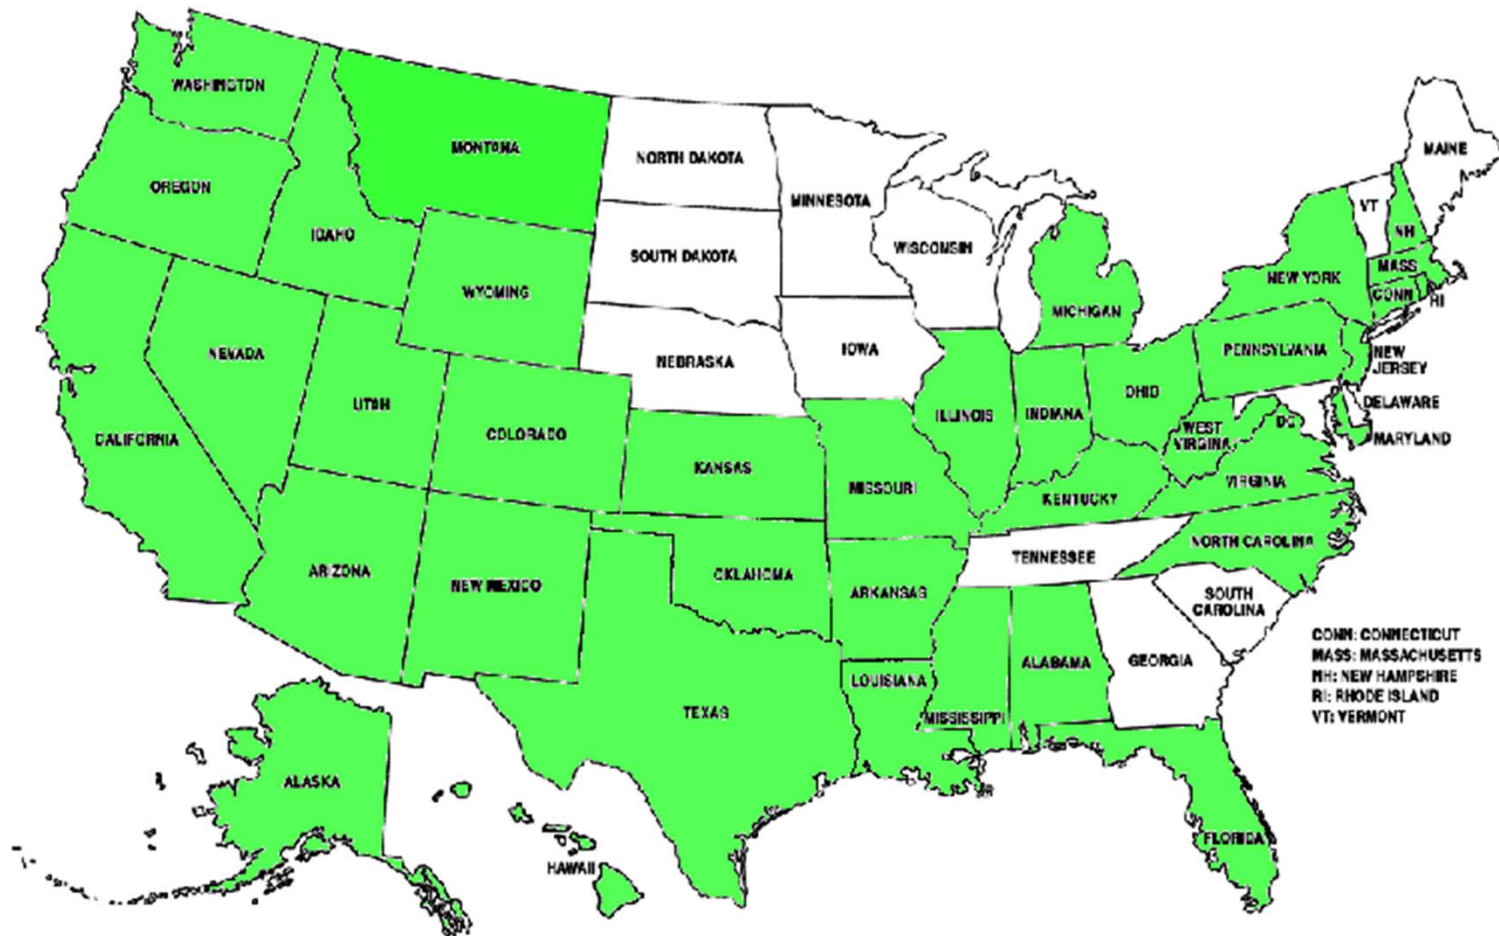 WASHINGTON
MONTANA
NORTH DAKOTA
MAINE
OREGON
MINNESOTA
VT
IDAHO
NH
WISCONSIN
SOUTH DAKOTA
MASS
NEW YORK
WYOMING
CONN
RI
MICHIGAN
NEVADA
NEBRASKA
IOWA
PENNSYLVANIA
NEW
JERSEY
UTAH
OHIO
DELAWARE
CALIFORNIA
COLORADO
ILLINOIS
INDIANA
DC
WEST
VIRGINA
MARYLAND
KANSAS
MISSOURI
KENTUCKY
VIRGINIA
NORTH CAROLINA
TENNESSEE
ARIZONA
NEW MEXICO
OKLAHOMA
ARKANSAS
SOUTH
CAROLINA
ALABAMA
GEORGIA
LOUISIANA
TEXAS
MISSISSIPPI
ALASKA
HAWAII
FLORIDA
CONN: CONNECTICUT
MASS: MASSACHUSETTS
NH: NEW HAMPSHIRE
RI: RHODE ISLAND
VT: VERMONT